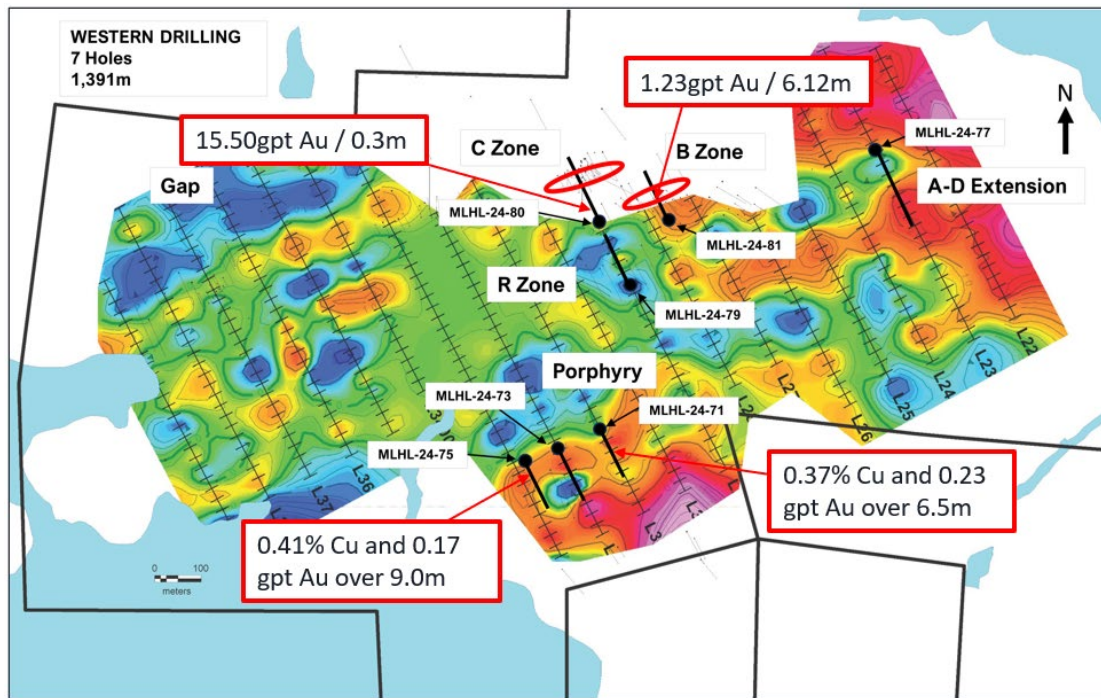 WESTERN DRILLING
7 Holes
1,391m
1.23gpt Au / 6.12m
N
15.50gpt Au / 0.3m
C Zone
B Zone
MLHL-24-77
Gap
A-D Extension
MLHL-24-80
MLHL-24-81
R Zone
MLHL-24-79
Porphyry
MLHL-24-73
MLHL-24-71
MLHL-24-75
L22
L23
L24
L25
L26
L36
L37
0.37% Cu and 0.23
gpt Au over 6.5m
0.41% Cu and 0.17
gpt Au over 9.0m
0 100
meters